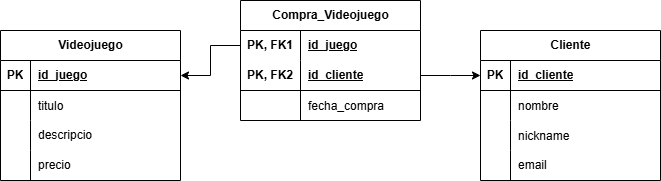 Videojuego
PK id_juego
titulo
descripcio
precio
Compra_Videojuego
PK, FK1 id_juego
PK, FK2 id_cliente
fecha_compra
Cliente
PK id_cliente
nombre
nickname
email